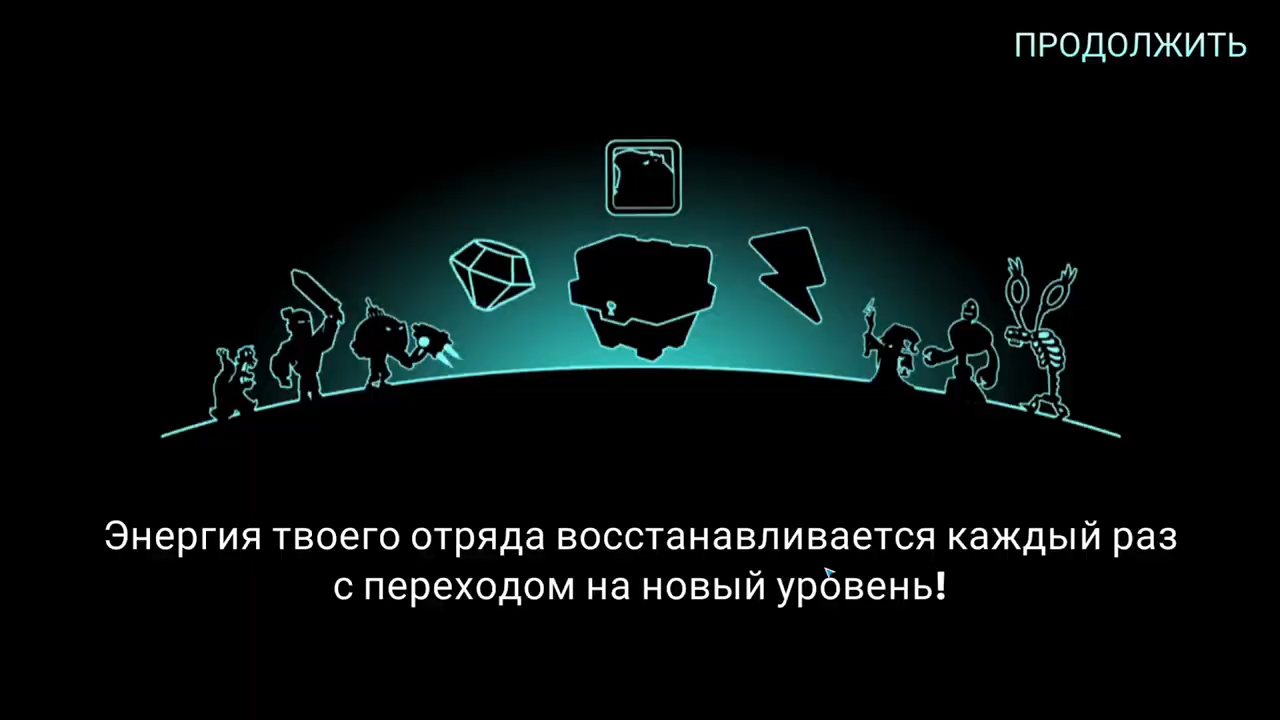 ПРОДОЛЖИТЬ
Энергия твоего отряда восстанавливается каждый раз
с переходом на новый уровень!